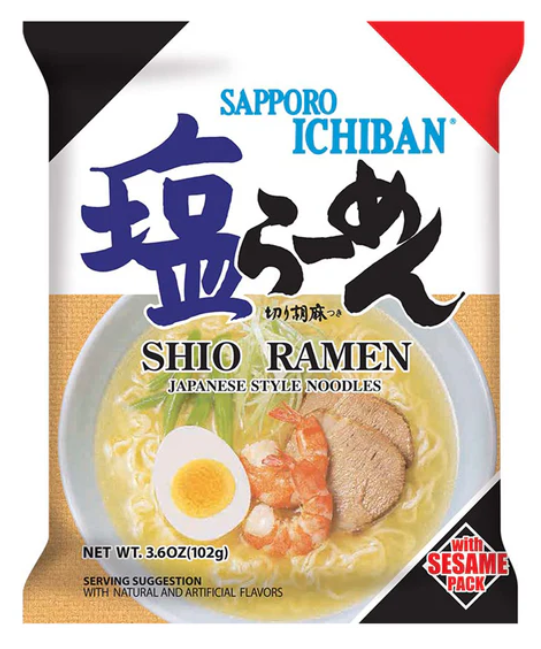 SAPPORO
ICHIBAN®
塩らーめん
切り胡麻つき
SHIO RAMEN
JAPANESE STYLE NOODLES
NET WT. 3.6OZ(102g)
SERVING SUGGESTION
WITH NATURAL AND ARTIFICIAL FLAVORS
with
SESAME
PACK